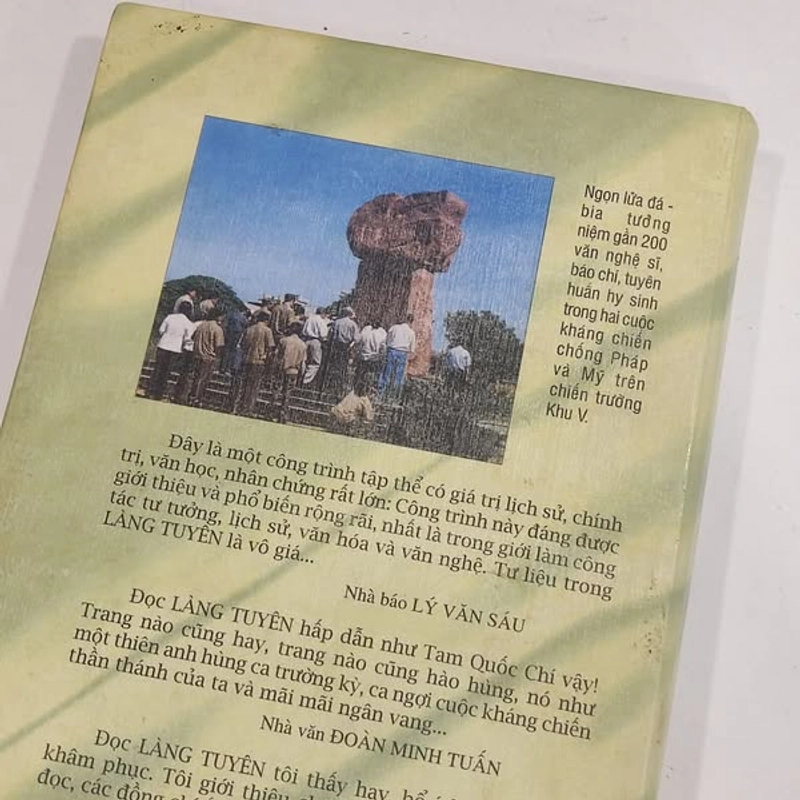 Ngọn lửa đá -
bia tưởng
niệm gần 200
văn nghệ sĩ,
báo chí, tuyên
huấn hy sinh
trong hai cuộc
kháng chiến
chống Pháp
và Mỹ trên
chiến trường
Khu V.
Đây là một công trình tập thể có giá trị lịch sử, chính
trị, văn học, nhân chứng rất lớn: Công trình này đáng được
giới thiệu và phổ biến rộng rãi, nhất là trong giới làm công
tác tư tưởng, lịch sử, văn hóa và văn nghệ. Tư liệu trong
LÀNG TUYÊN là vô giá...
Nhà báo LÝ VĂN SÁU
Đọc LÀNG TUYÊN hấp dẫn như Tam Quốc Chí vậy!
Trang nào cũng hay, trang nào cũng hào hùng, nó như
một thiên anh hùng ca trường kỳ, ca ngợi cuộc kháng chiến
thần thánh của ta và mãi mãi ngân vang...
Nhà văn ĐOÀN MINH TUẤN
Đọc LÀNG TUYÊN tôi thấy hay, bổ
khâm phục. Tôi giới thiệu
đọc, các đồng